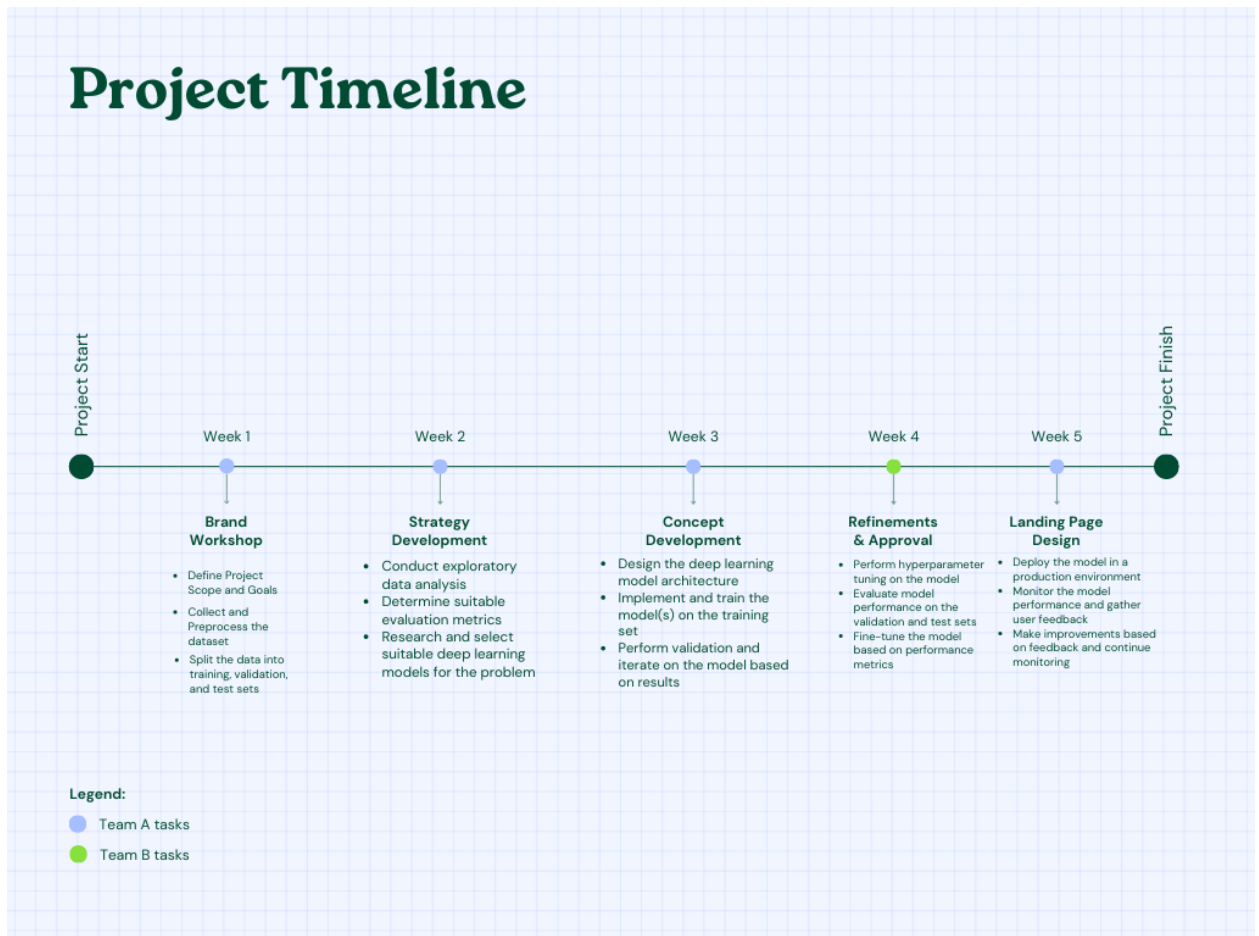 Project Timeline
Project Start
Project Finish
Week 1
Week 2
Week 3
Week 4
Week 5
Brand
Workshop
• Define Project
Scope and Goals
• Collect and
Preprocess the
dataset
• Split the data into
training, validation,
and test sets
Strategy
Development
• Conduct exploratory
data analysis
• Determine suitable
evaluation metrics
• Research and select
suitable deep learning
models for the problem
Concept
Development
• Design the deep learning
model architecture
• Implement and train the
model(s) on the training
set
• Perform validation and
iterate on the model based
on results
Refinements
& Approval
• Perform hyperparameter
tuning on the model
• Evaluate model
performance on the
validation and test sets
• Fine-tune the model
based on performance
metrics
Landing Page
Design
• Deploy the model in a
production environment
• Monitor the model
performance and gather
user feedback
• Make improvements based
on feedback and continue
monitoring
Legend:
Team A tasks
Team B tasks